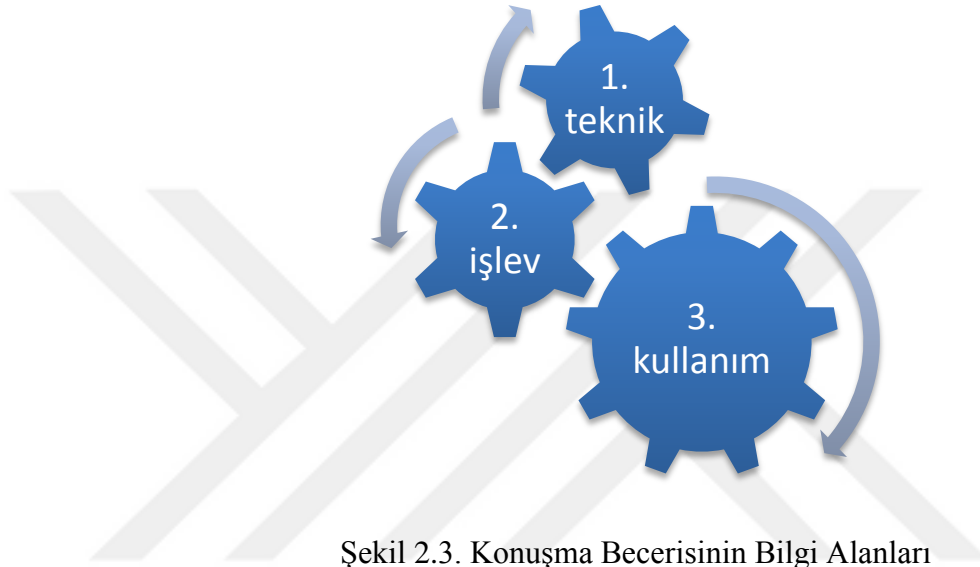 1.
teknik
2.
işlev
3.
kullanım
Şekil 2.3. Konuşma Becerisinin Bilgi Alanları